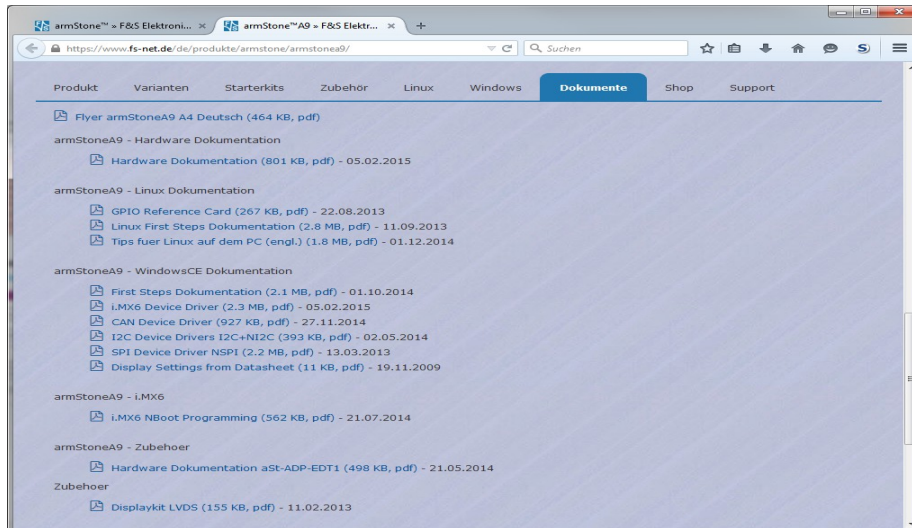 armStone™ » F&S Elektroni... ×
armStone™A9 » F&S Elektr... ×
https://www.fs-net.de/de/produkte/armstone/armstonea9/
Suchen
Produkt Varianten Starterkits Zubehör Linux Windows Dokumente Shop Support
Flyer armStoneA9 A4 Deutsch (464 KB, pdf)
armStoneA9 - Hardware Dokumentation
Hardware Dokumentation (801 KB, pdf) - 05.02.2015
armStoneA9 - Linux Dokumentation
GPIO Reference Card (267 KB, pdf) - 22.08.2013
Linux First Steps Dokumentation (2.8 MB, pdf) - 11.09.2013
Tips fuer Linux auf dem PC (engl.) (1.8 MB, pdf) - 01.12.2014
armStoneA9 - WindowsCE Dokumentation
First Steps Dokumentation (2.1 MB, pdf) - 01.10.2014
i.MX6 Device Driver (2.3 MB, pdf) - 05.02.2015
CAN Device Driver (927 KB, pdf) - 27.11.2014
I2C Device Drivers I2C+NI2C (393 KB, pdf) - 02.05.2014
SPI Device Driver NSPI (2.2 MB, pdf) - 13.03.2013
Display Settings from Datasheet (11 KB, pdf) - 19.11.2009
armStoneA9 - i.MX6
i.MX6 NBoot Programming (562 KB, pdf) - 21.07.2014
armStoneA9 - Zubehoer
Hardware Dokumentation aSt-ADP-EDT1 (498 KB, pdf) - 21.05.2014
Zubehoer
Displaykit LVDS (155 KB, pdf) - 11.02.2013